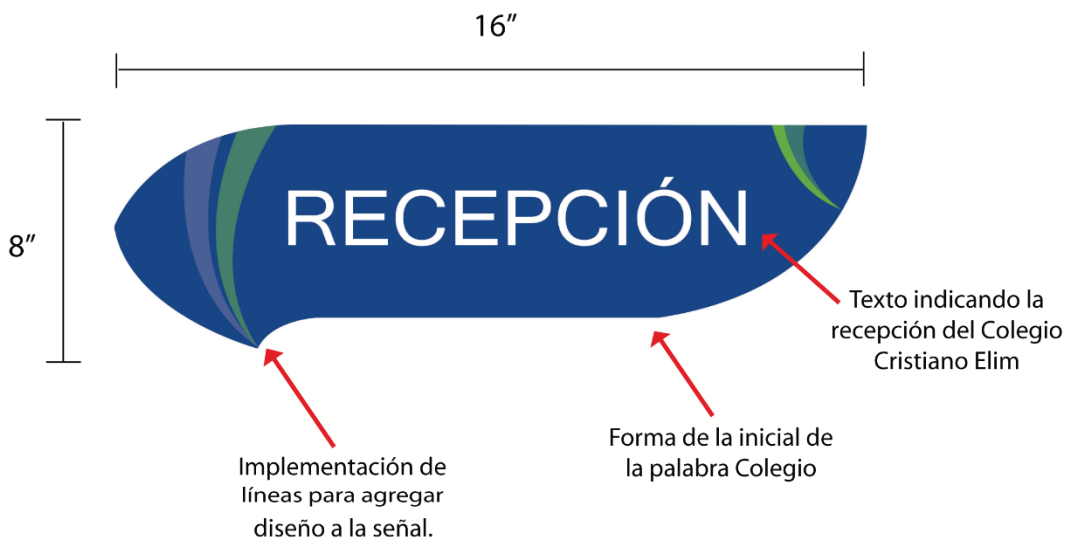 16”
8”
RECEPCIÓN
Texto indicando la
recepción del Colegio
Cristiano Elim
Forma de la inicial de
la palabra Colegio
Implementación de
líneas para agregar
diseño a la señal.